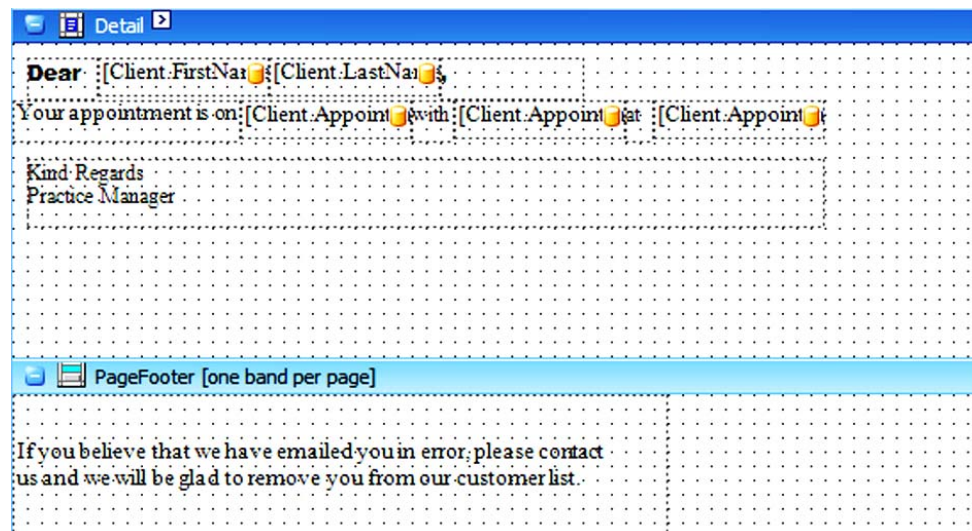 Detail
Dear [Client.FirstNa [Client.LastNa ,
Your appointment is on [Client.Appoint with [Client.Appoint at [Client.Appoint
Kind Regards
Practice Manager
PageFooter [one band per page]
If you believe that we have emailed you in error, please contact
us and we will be glad to remove you from our customer list.